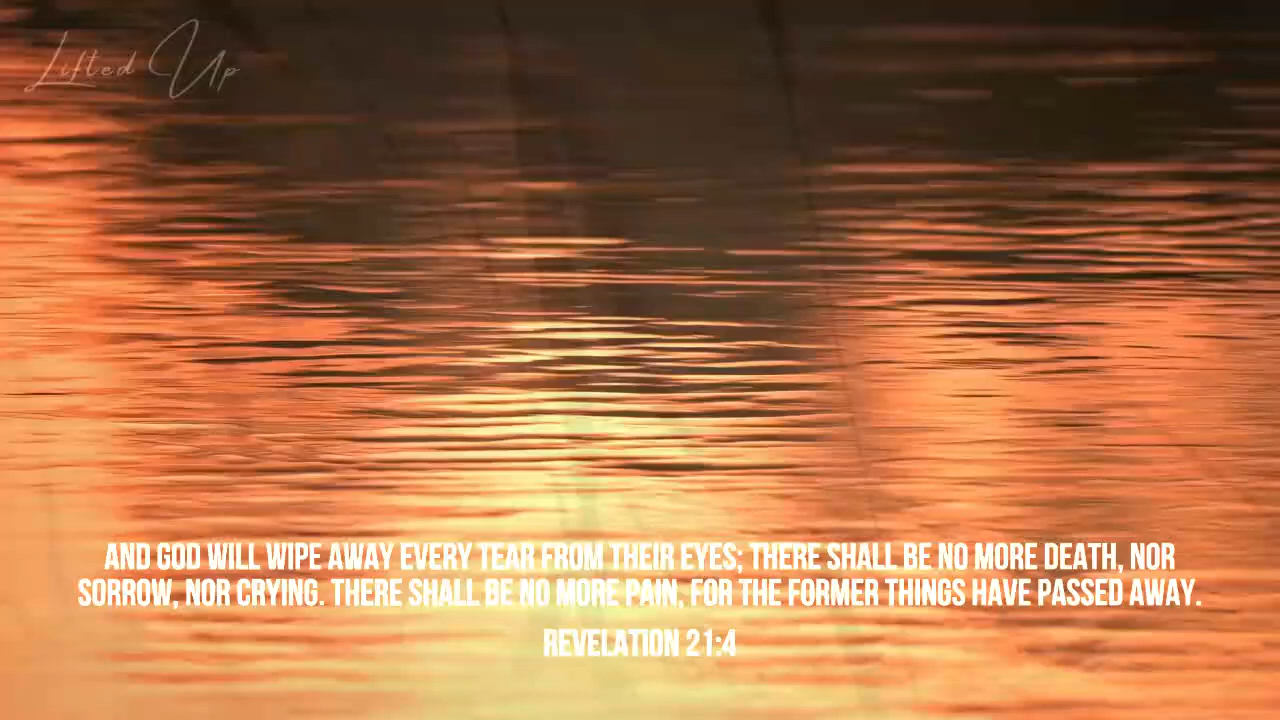 Lifted Up
AND GOD WILL WIPE AWAY EVERY TEAR FROM THEIR EYES; THERE SHALL BE NO MORE DEATH, NOR
SORROW, NOR CRYING. THERE SHALL BE NO MORE PAIN, FOR THE FORMER THINGS HAVE PASSED AWAY.
REVELATION 21:4